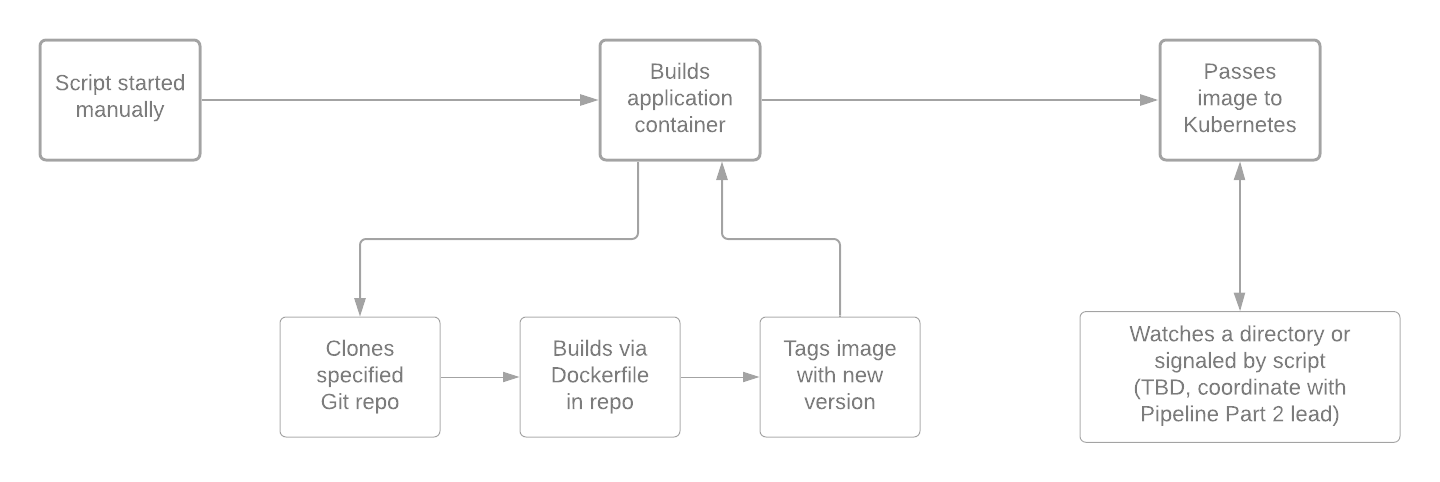 Script started
manually
Builds
application
container
Passes
image to
Kubernetes
Clones
specified
Git repo
Builds via
Dockerfile
in repo
Tags image
with new
version
Watches a directory or
signaled by script
(TBD, coordinate with
Pipeline Part 2 lead)